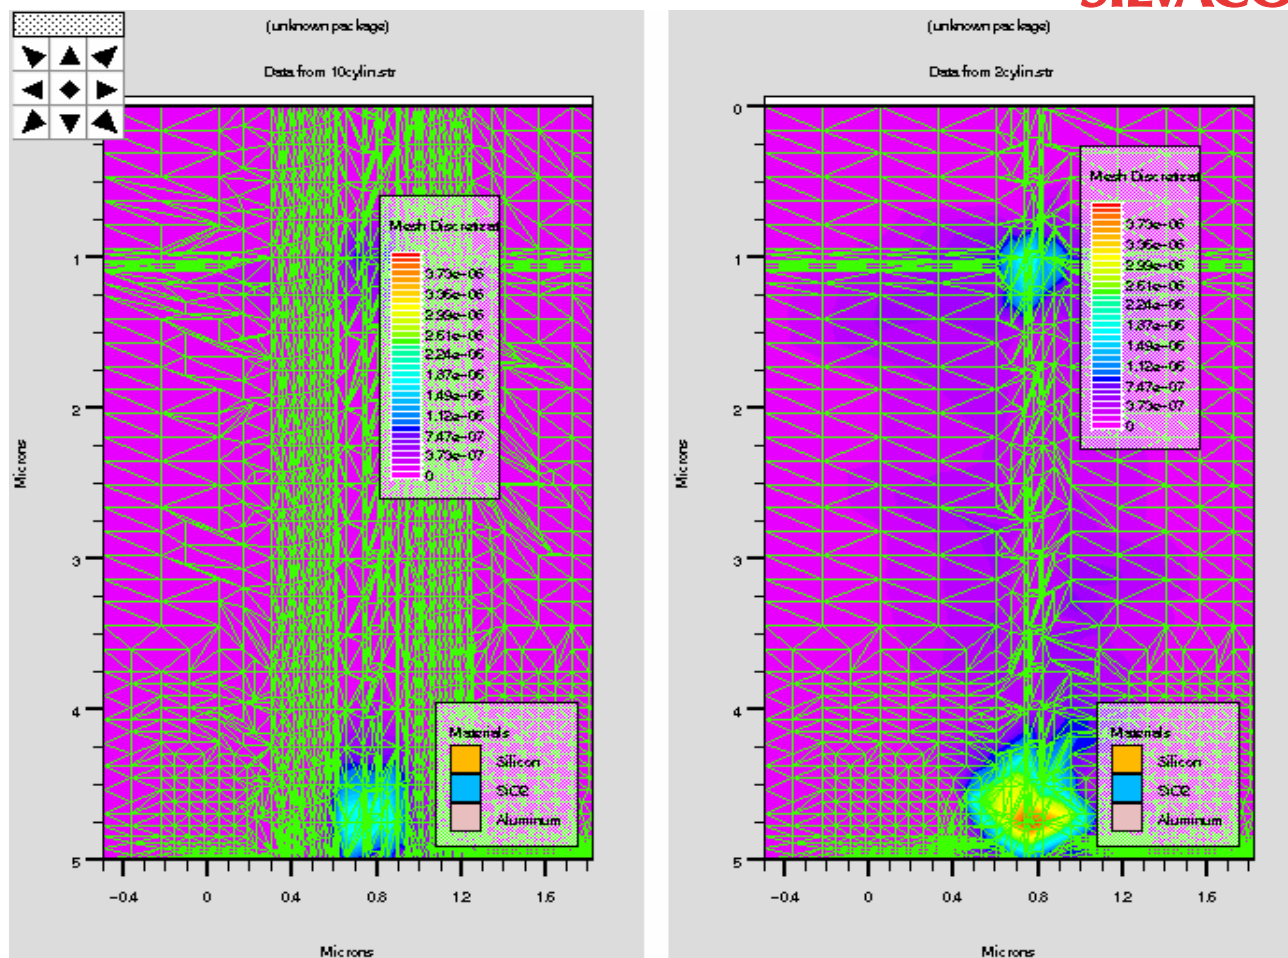 SILVACO
(unknown package)
Data from 10cylin.str
Mesh Discretizat
3.73e-06
3.36e-06
2.99e-06
2.61e-06
2.24e-06
1.87e-06
1.49e-06
1.12e-06
7.47e-07
3.73e-07
0
Materials
Silicon
SiO2
Aluminum
1
2
3
4
5
Microns
-0.4
0
0.4
0.8
1.2
1.6
Microns
(unknown package)
Data from 2cylin.str
Mesh Discretizat
3.73e-06
3.36e-06
2.99e-06
2.61e-06
2.24e-06
1.87e-06
1.49e-06
1.12e-06
7.47e-07
3.73e-07
0
Materials
Silicon
SiO2
Aluminum
0
1
2
3
4
5
Microns
-0.4
0
0.4
0.8
1.2
1.6
Microns